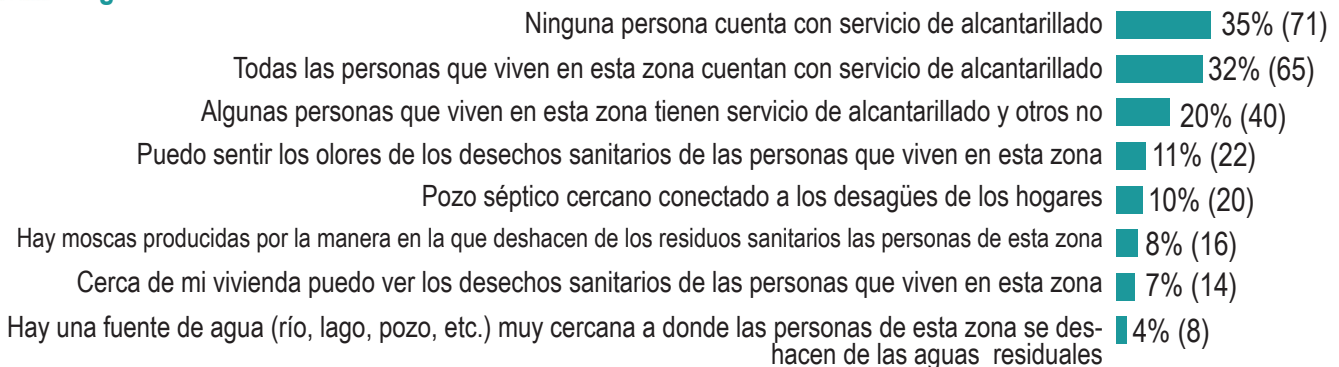 Ninguna persona cuenta con servicio de alcantarillado 35% (71)
Todas las personas que viven en esta zona cuentan con servicio de alcantarillado 32% (65)
Algunas personas que viven en esta zona tienen servicio de alcantarillado y otros no 20% (40)
Puedo sentir los olores de los desechos sanitarios de las personas que viven en esta zona 11% (22)
Pozo séptico cercano conectado a los desagües de los hogares 10% (20)
Hay moscas producidas por la manera en la que deshacen de los residuos sanitarios las personas de esta zona 8% (16)
Cerca de mi vivienda puedo ver los desechos sanitarios de las personas que viven en esta zona 7% (14)
Hay una fuente de agua (río, lago, pozo, etc.) muy cercana a donde las personas de esta zona se des- 4% (8)
hacen de las aguas residuales